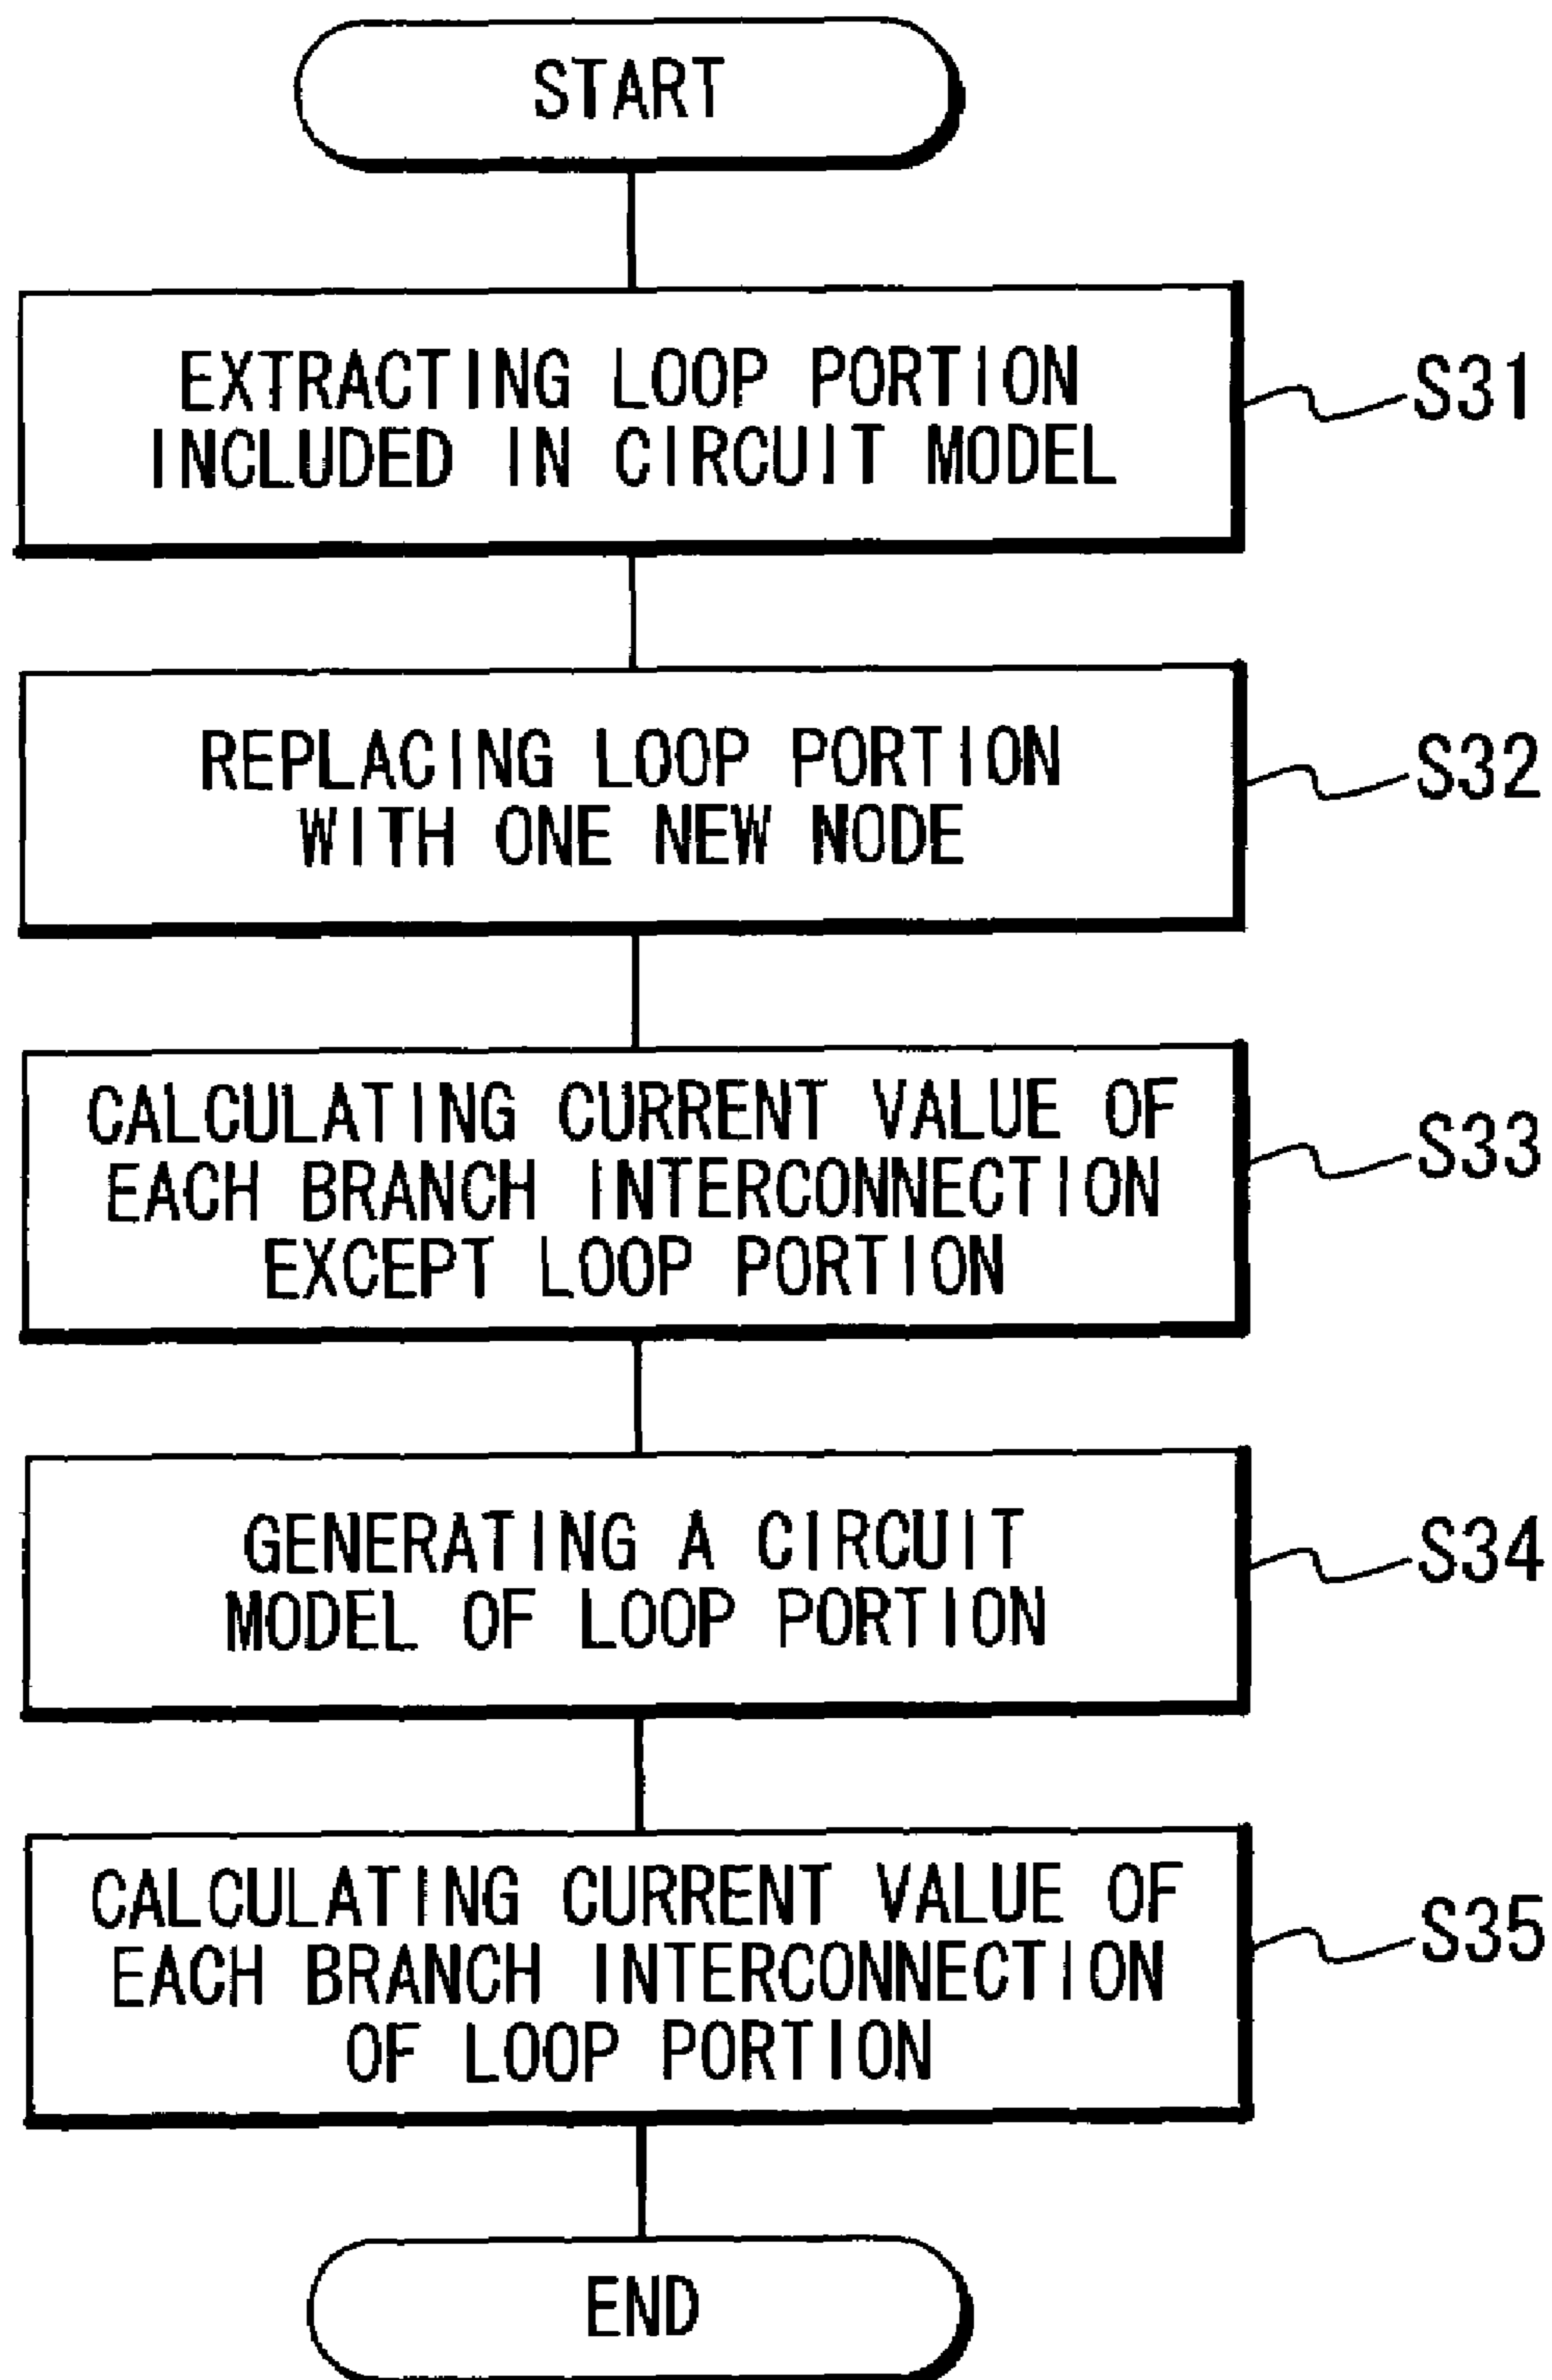 START
EXTRACTING LOOP PORTION
INCLUDED IN CIRCUIT MODEL
S31
REPLACING LOOP PORTION
WITH ONE NEW NODE
S32
CALCULATING CURRENT VALUE OF
EACH BRANCH INTERCONNECTION
EXCEPT LOOP PORTION
S33
GENERATING A CIRCUIT
MODEL OF LOOP PORTION
S34
CALCULATING CURRENT VALUE OF
EACH BRANCH INTERCONNECTION
OF LOOP PORTION
S35
END